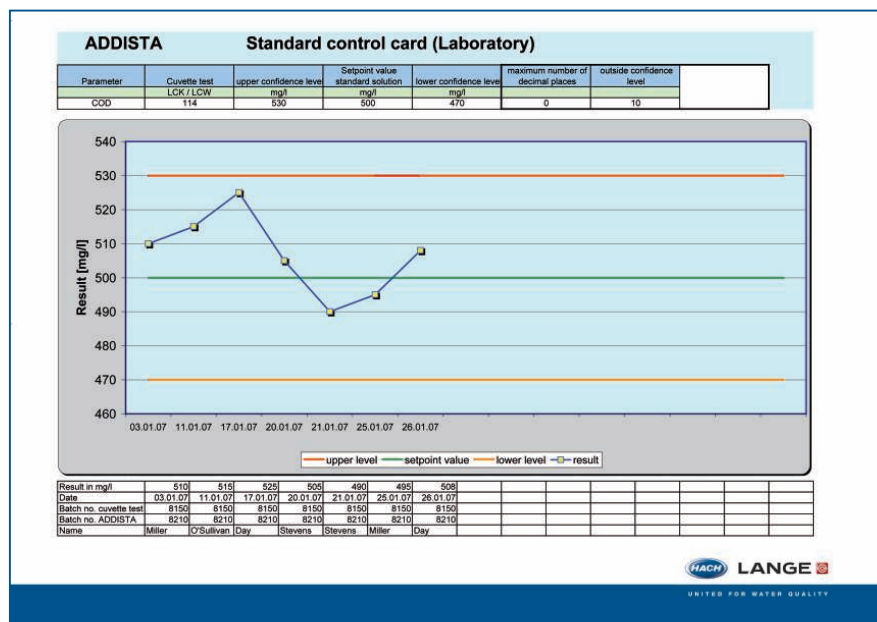 ADDISTA Standard control card (Laboratory)
Parameter Cuvette test upper confidence level Setpoint value standard solution lower confidence level maximum number of decimal places outside confidence level
LCK / LCW mg/l mg/l mg/l
COD 114 530 500 470 0 10
540
530
520
510
500
490
480
470
460
Result [mg/l]
03.01.07 11.01.07 17.01.07 20.01.07 21.01.07 25.01.07 26.01.07
upper level setpoint value lower level result
Result in mg/l 510 515 525 505 490 495 508
Date 03.01.07 11.01.07 17.01.07 20.01.07 21.01.07 25.01.07 26.01.07
Batch no. cuvette test 8150 8150 8150 8150 8150 8150 8150
Batch no. ADDISTA 8210 8210 8210 8210 8210 8210 8210
Name Miller O'Sullivan Day Stevens Stevens Miller Day
HACH LANGE
UNITED FOR WATER QUALITY